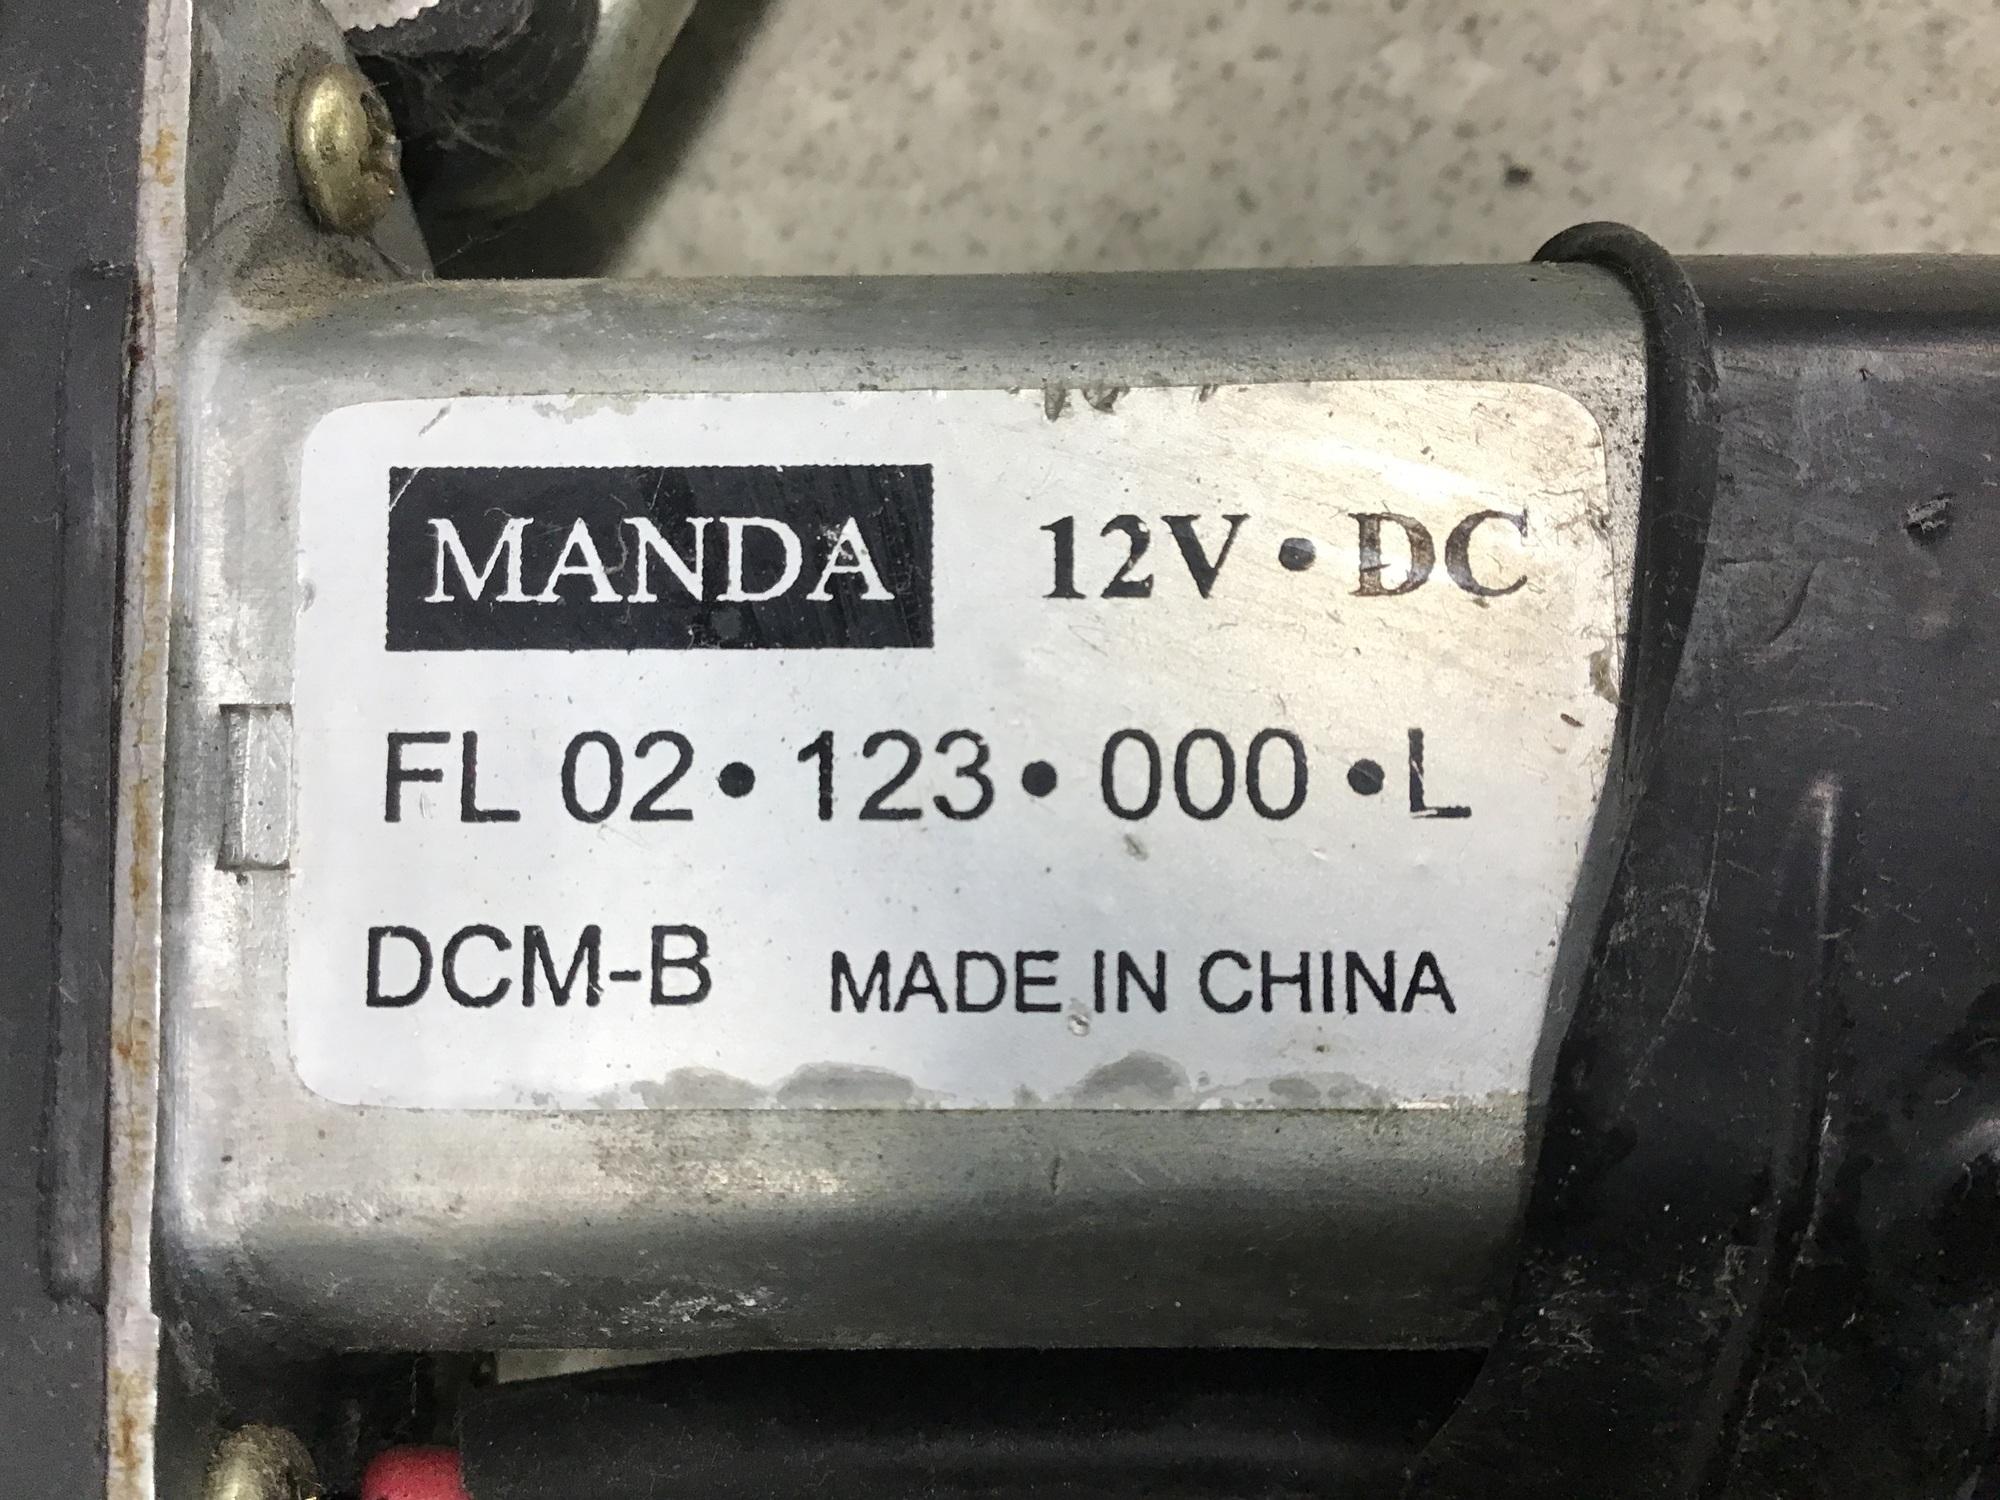 MANDA 12V•DC
FL 02•123•000•L
DCM-B MADE IN CHINA